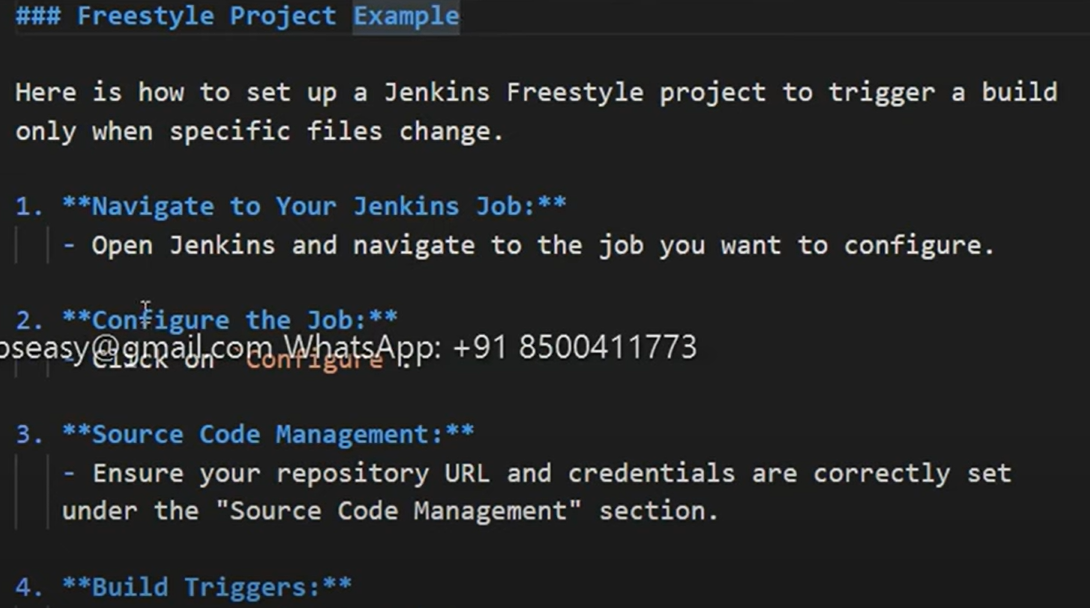 ### Freestyle Project Example
Here is how to set up a Jenkins Freestyle project to trigger a build
only when specific files change.
1. **Navigate to Your Jenkins Job:**
- Open Jenkins and navigate to the job you want to configure.
2. **Configure the Job:**
oseasy@gmail.com WhatsApp: +91 8500411773
- Click on `Configure`.
3. **Source Code Management:**
- Ensure your repository URL and credentials are correctly set
under the "Source Code Management" section.
4. **Build Triggers:**